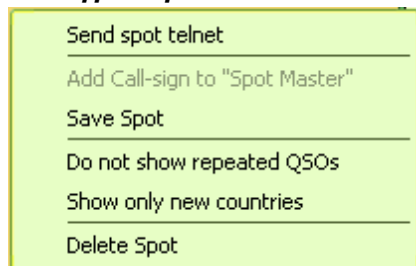 Send spot telnet
Add Call-sign to "Spot Master"
Save Spot
Do not show repeated QSOs
Show only new countries
Delete Spot